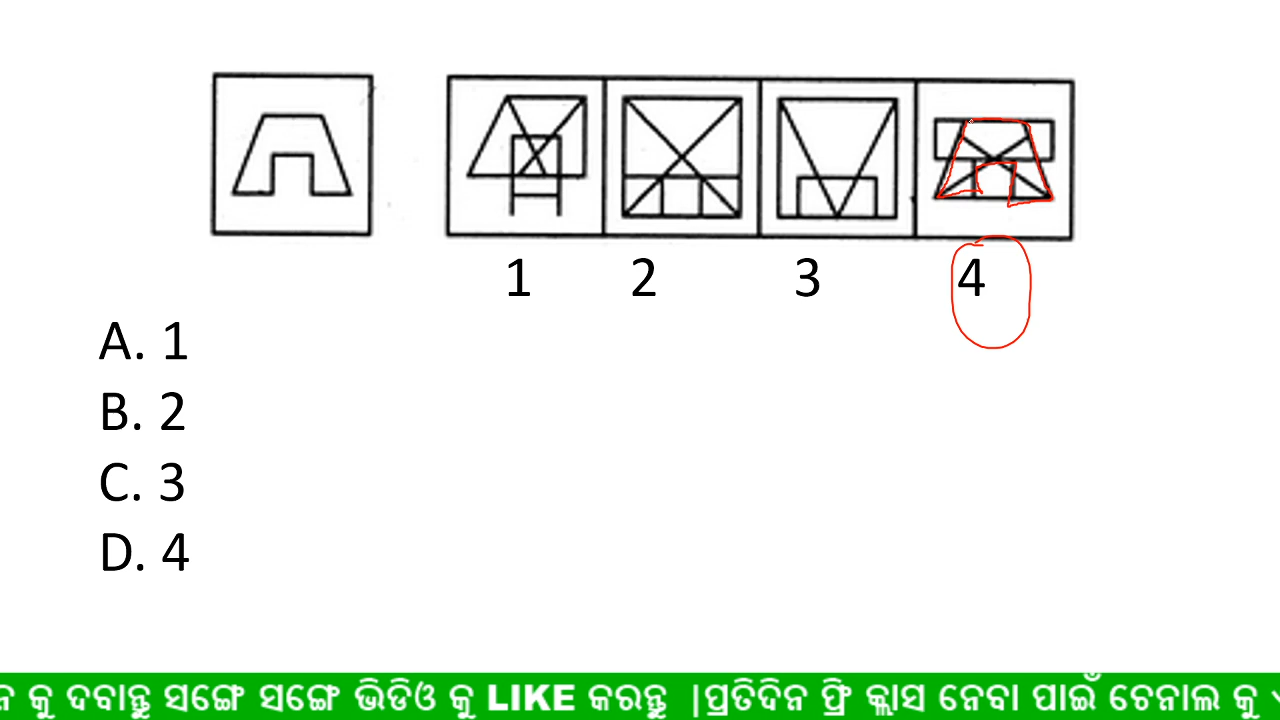 1 2 3 4
A. 1
B. 2
C. 3
D. 4
କୁ ଦବାନ୍ତୁ ସଙ୍ଗେ ସଙ୍ଗେ ଭିଡିଓ କୁ LIKE କରନ୍ତୁ |ପ୍ରତିଦିନ ଫ୍ରି କ୍ଲାସ ନେବା ପାଇଁ ଚେନାଲ କୁ